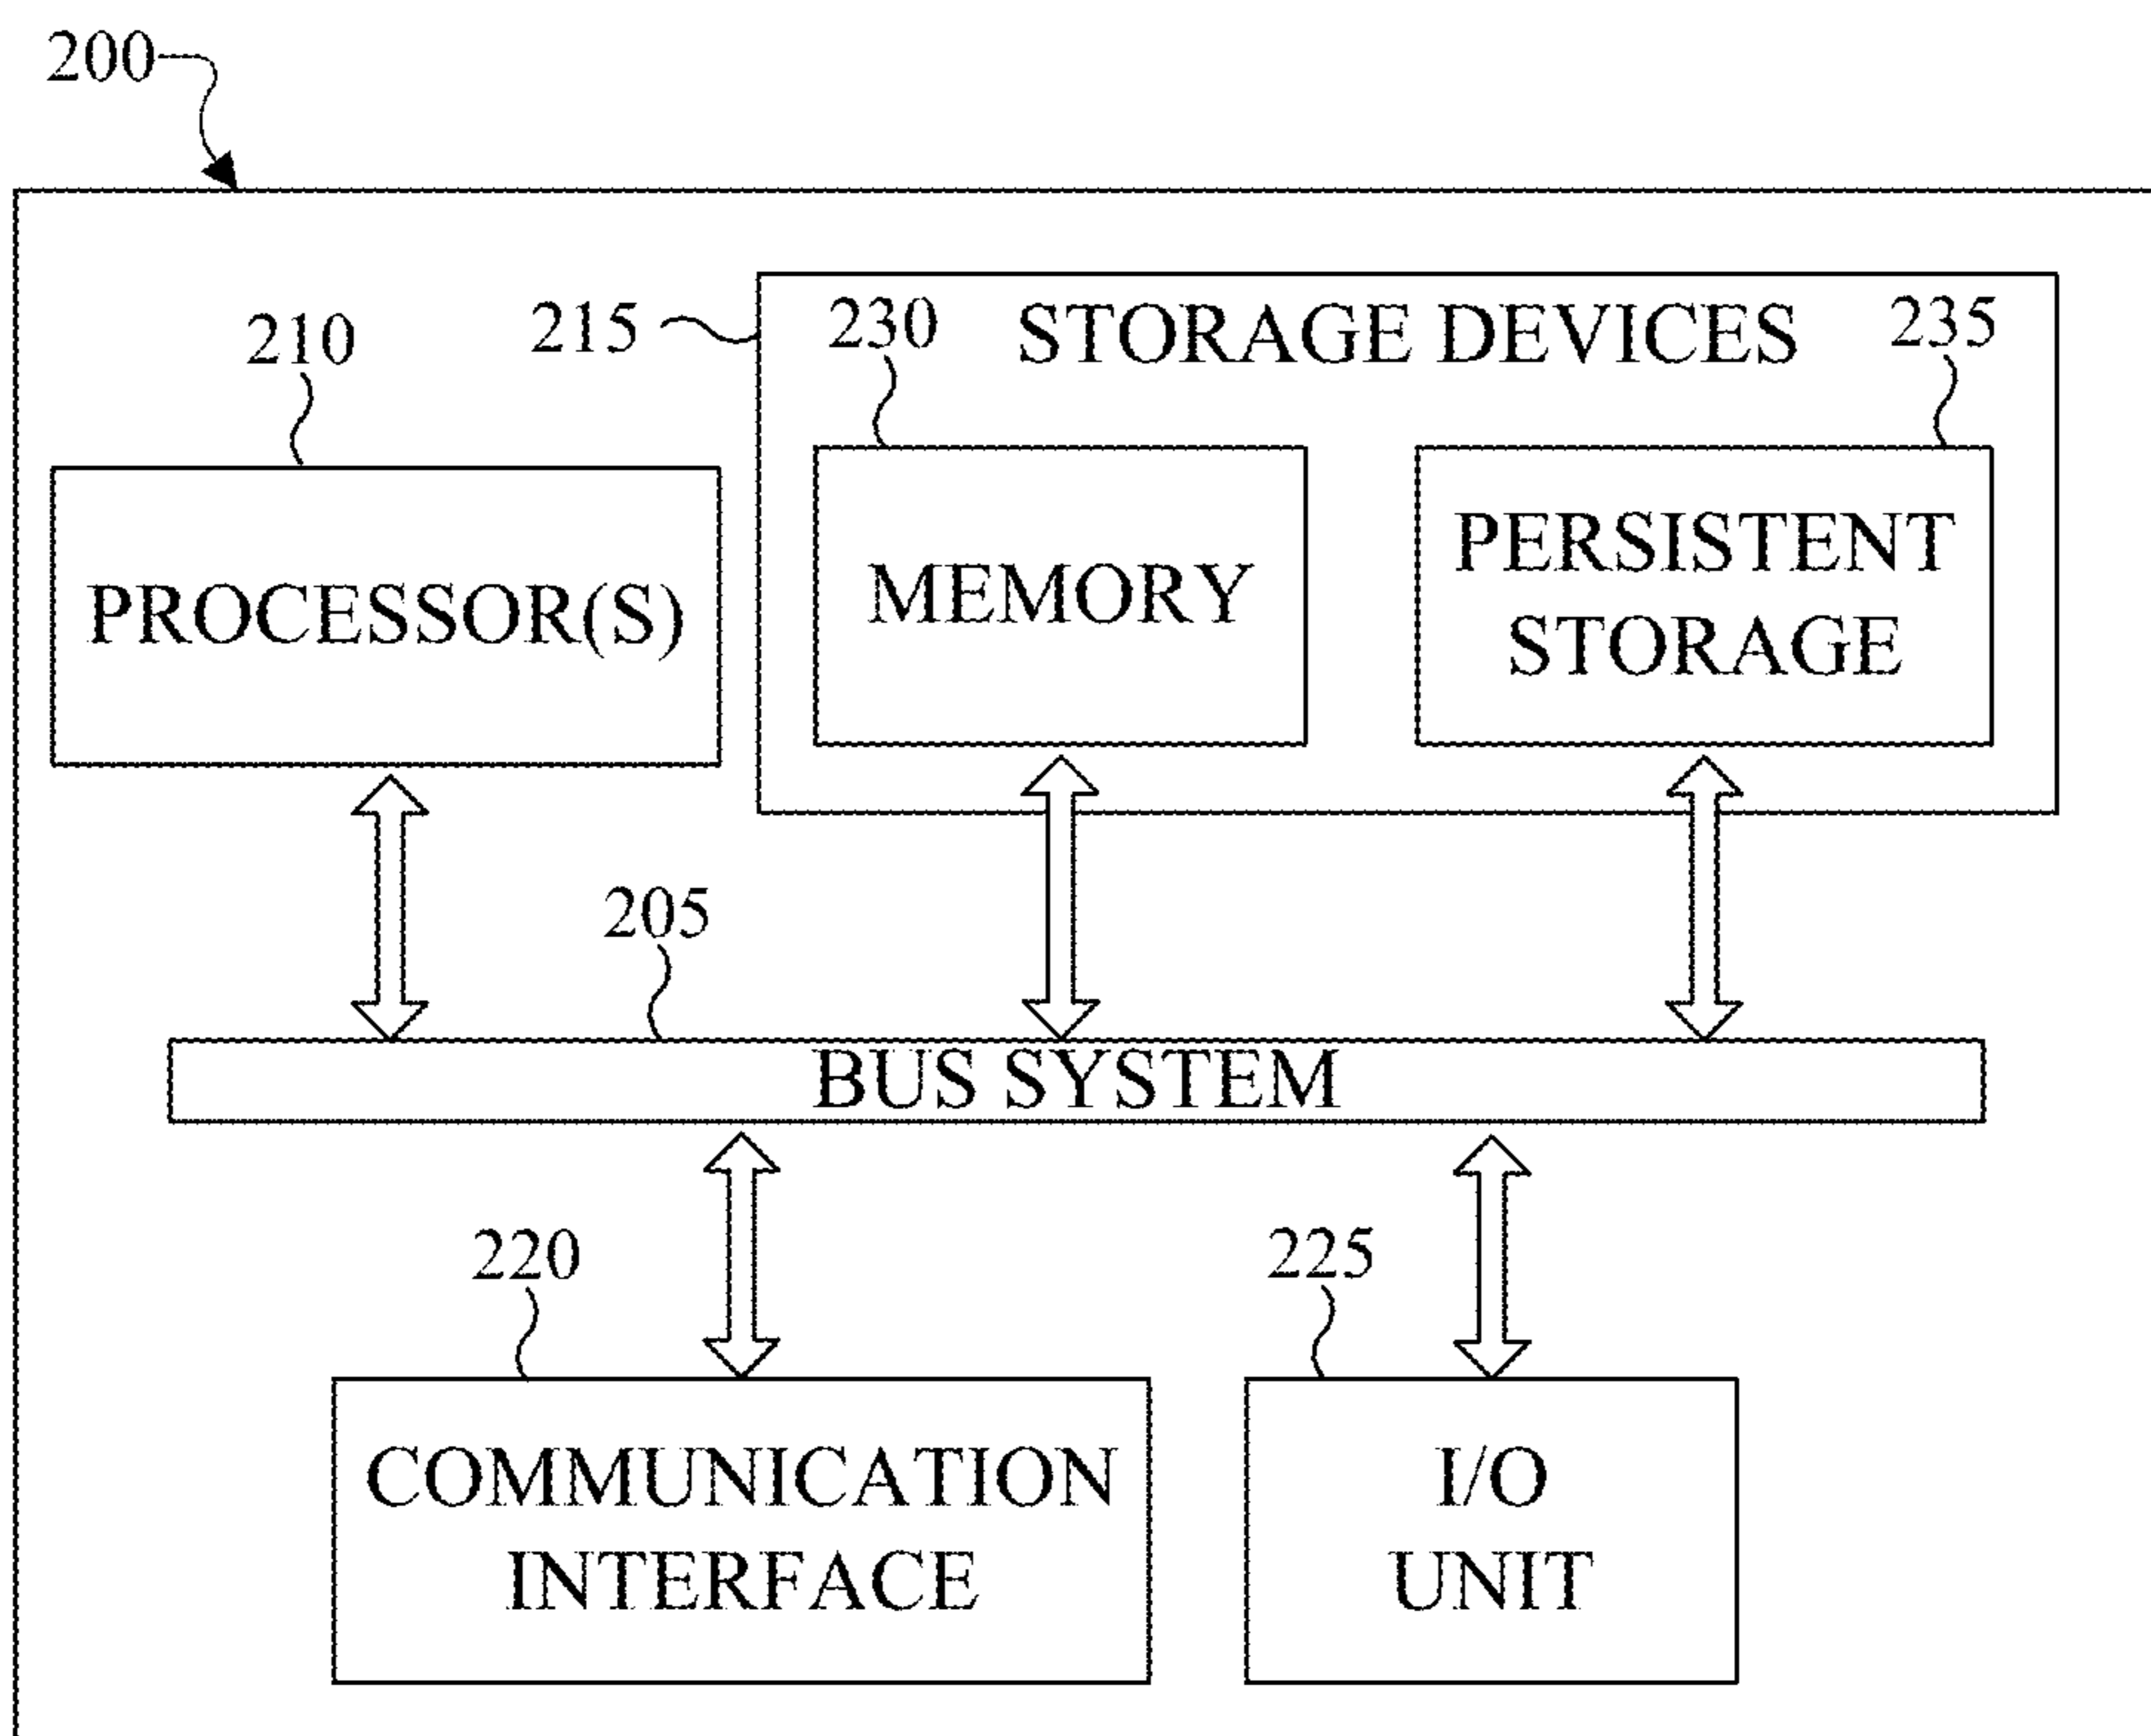 200
210
215
230
STORAGE DEVICES
235
PROCESSOR(S)
MEMORY
PERSISTENT
STORAGE
205
BUS SYSTEM
220
225
COMMUNICATION
INTERFACE
I/O
UNIT